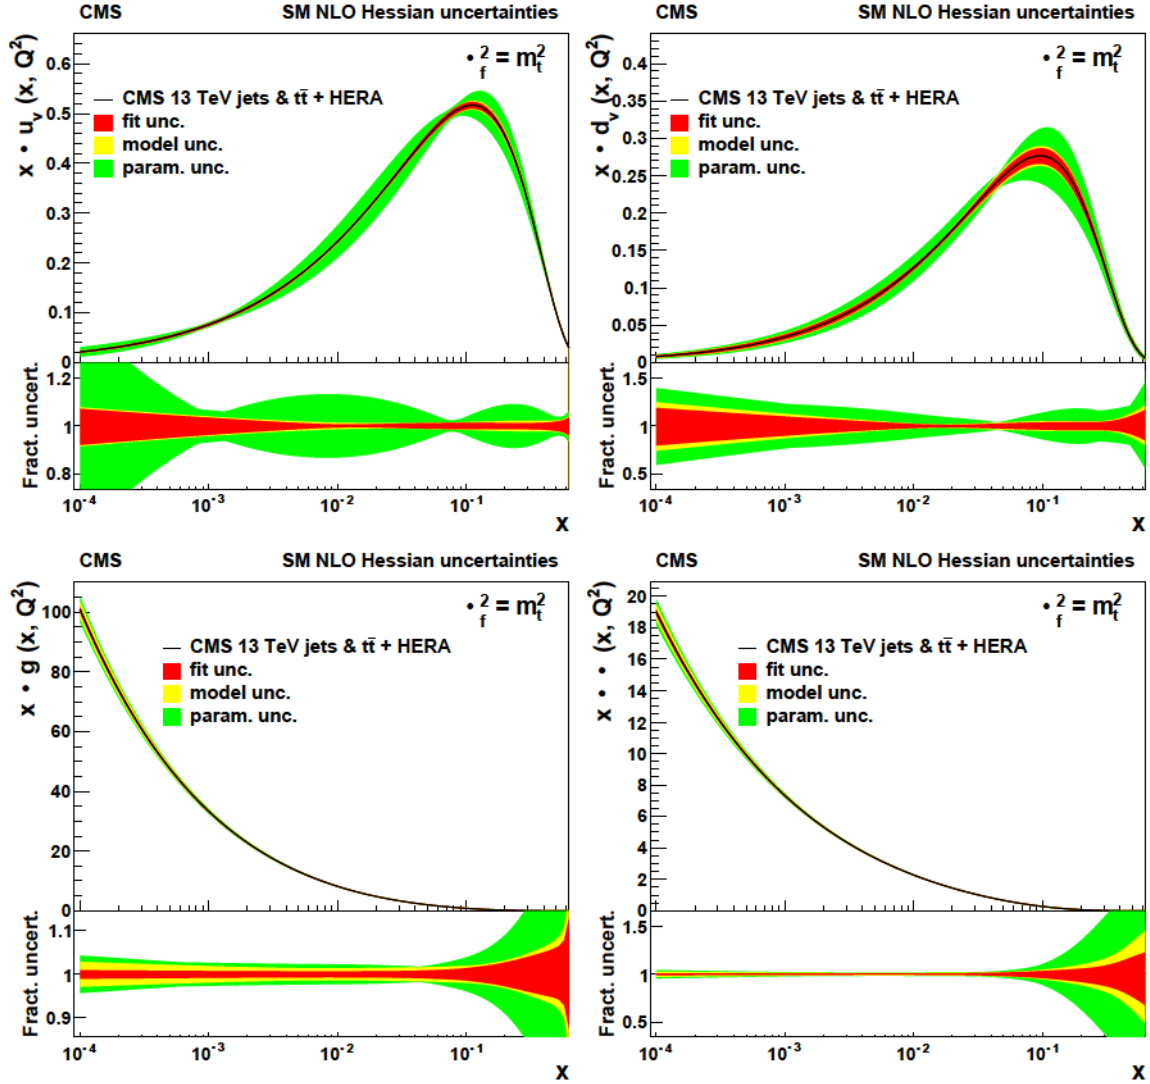 CMS SM NLO Hessian uncertainties
x • u_v (x, Q²)
• _f² = m_t²
CMS 13 TeV jets & tt̄ + HERA
fit unc.
model unc.
param. unc.
0.6
0.5
0.4
0.3
0.2
0.1
0
Fract. uncert.
1.2
1
0.8
10⁻⁴ 10⁻³ 10⁻² 10⁻¹
x
CMS SM NLO Hessian uncertainties
x • d_v (x, Q²)
• _f² = m_t²
CMS 13 TeV jets & tt̄ + HERA
fit unc.
model unc.
param. unc.
0.4
0.35
0.3
0.25
0.2
0.15
0.1
0.05
0
Fract. uncert.
1.5
1
0.5
10⁻⁴ 10⁻³ 10⁻² 10⁻¹
x
CMS SM NLO Hessian uncertainties
x • g (x, Q²)
• _f² = m_t²
CMS 13 TeV jets & tt̄ + HERA
fit unc.
model unc.
param. unc.
100
80
60
40
20
0
Fract. uncert.
1.1
1
0.9
10⁻⁴ 10⁻³ 10⁻² 10⁻¹
x
CMS SM NLO Hessian uncertainties
x • • (x, Q²)
• _f² = m_t²
CMS 13 TeV jets & tt̄ + HERA
fit unc.
model unc.
param. unc.
20
18
16
14
12
10
8
6
4
2
0
Fract. uncert.
1.5
1
0.5
10⁻⁴ 10⁻³ 10⁻² 10⁻¹
x